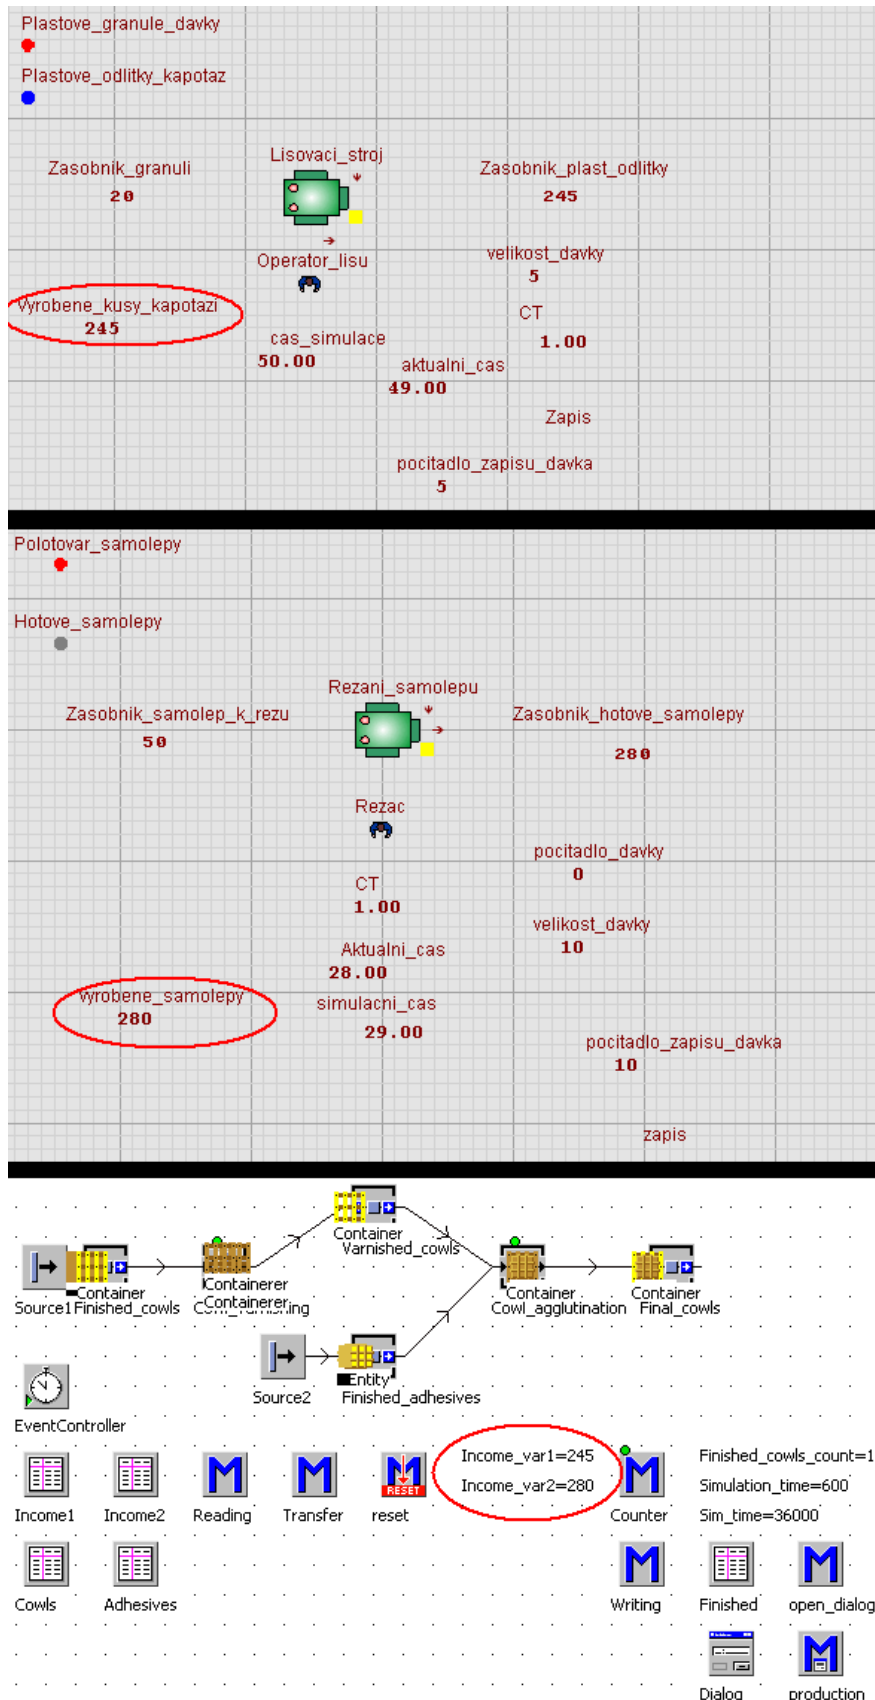 Plastove_granule_davky
Plastove_odlitky_kapotaz
Lisovaci_stroj
Zasobnik_granuli
Zasobnik_plast_odlitky
20
245
velikost_davky
Operator_lisu
5
Vyrobene_kusy_kapotazi
CT
245
cas_simulace
1.00
50.00
aktualni_cas
49.00
Zapis
pocitadlo_zapisu_davka
5
Polotovar_samolepy
Hotove_samolepy
Rezani_samolepu
Zasobnik_samolep_k_rezu
Zasobnik_hotove_samolepy
50
280
Rezac
pocitadlo_davky
0
CT
1.00
velikost_davky
Aktualni_cas
10
28.00
vyrobene_samolepy
simulacni_cas
280
29.00
pocitadlo_zapisu_davka
10
zapis
Container
Varnished_cowls
Container
Containerer
Container
Container
Source1
Finished_cowls
Containerer
Cowl_agglutination
Final_cowls
Entity
Source2
Finished_adhesives
EventController
Income_var1=245
Finished_cowls_count=1
RESET
Income_var2=280
Simulation_time=600
Income1
Income2
Reading
Transfer
reset
Counter
Sim_time=36000
Cowls
Adhesives
Writing
Finished
open_dialog
Dialog
production